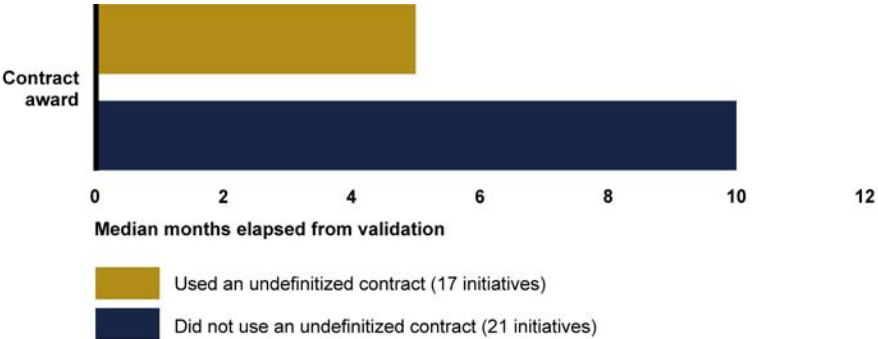 Contract
award
0 2 4 6 8 10 12
Median months elapsed from validation
Used an undefinitized contract (17 initiatives)
Did not use an undefinitized contract (21 initiatives)